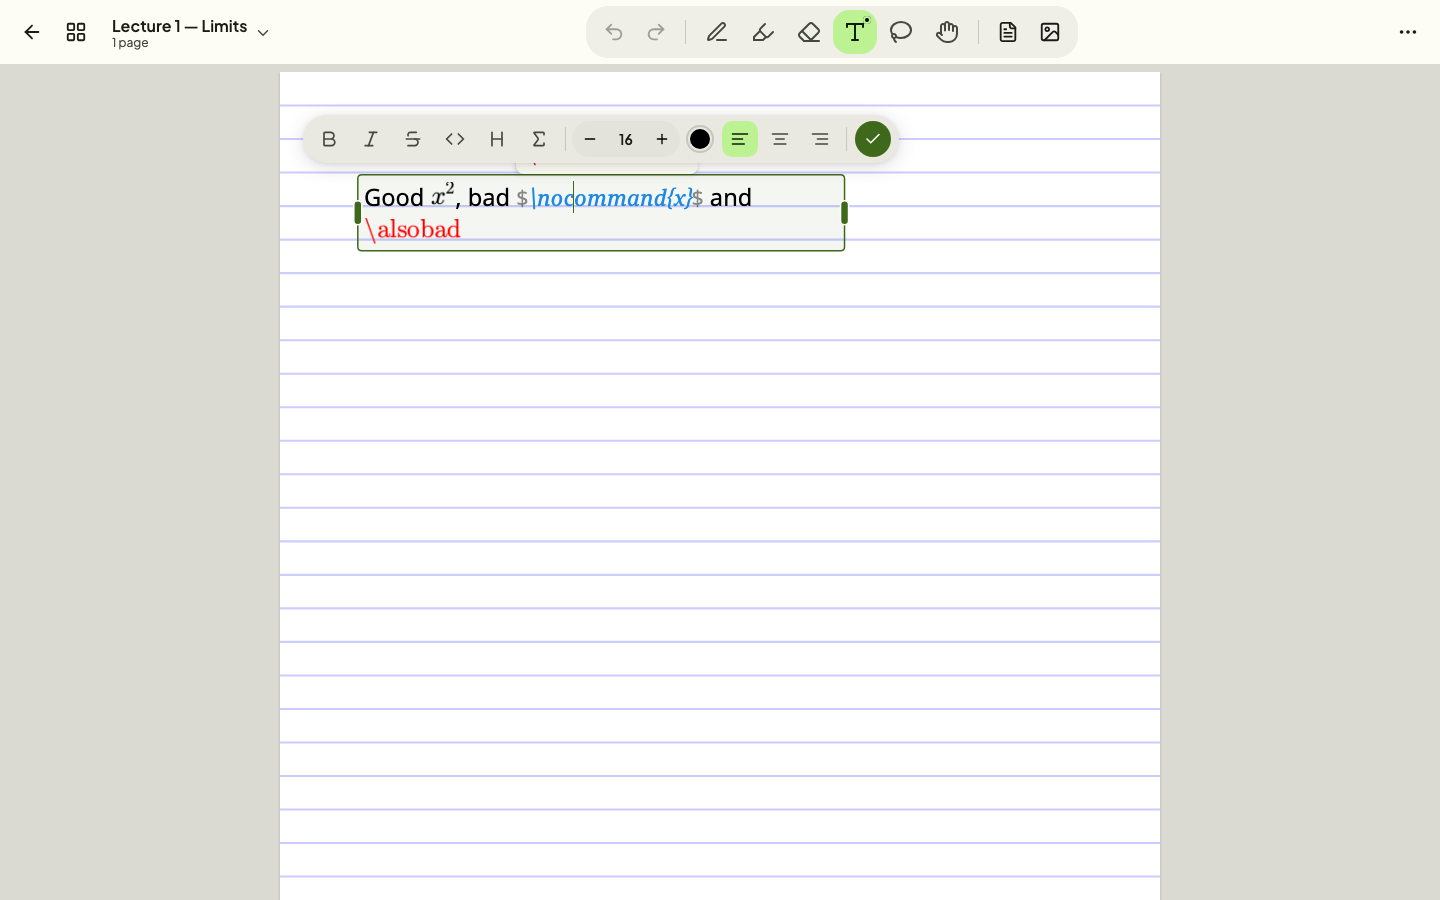 Lecture 1 — Limits
1 page
16
Good x², bad $\nocommand{x}$ and
\alsobad